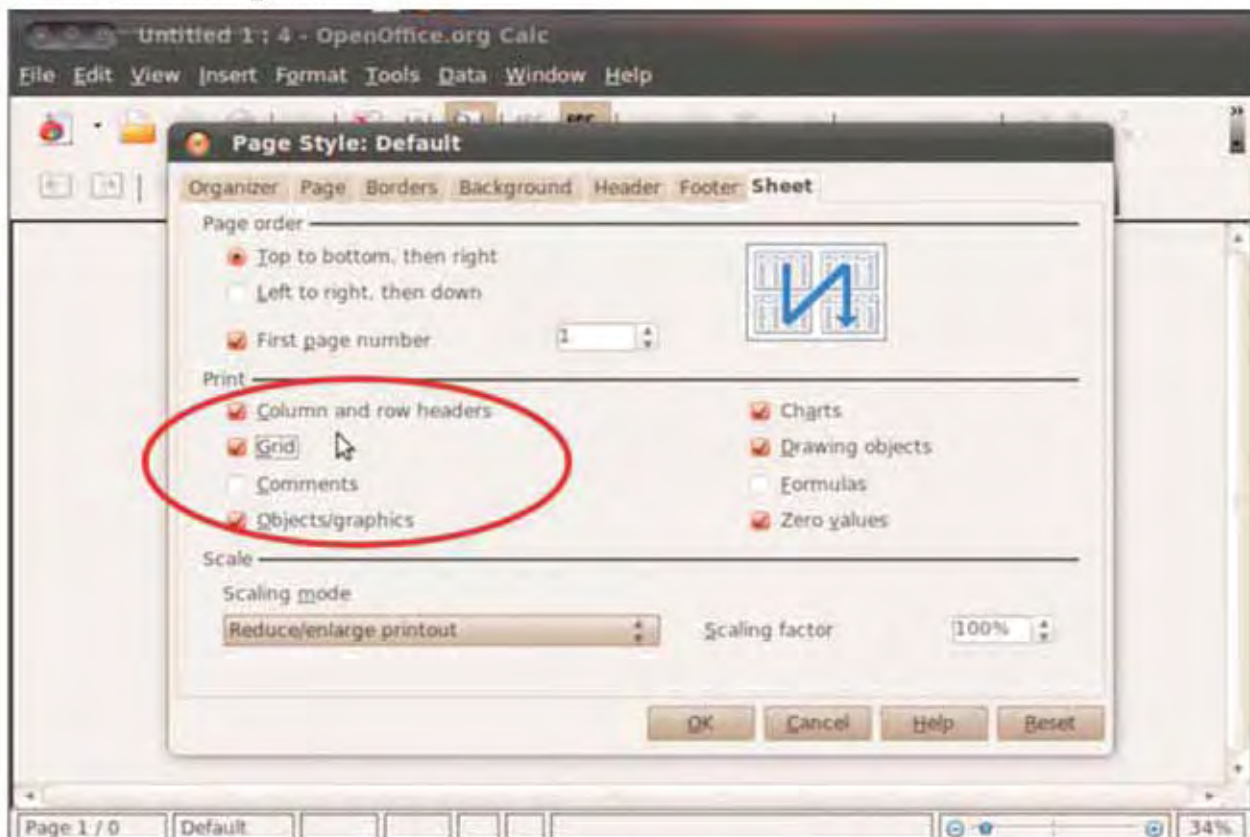 Untitled 1 : 4 - OpenOffice.org Calc
File Edit View Insert Format Tools Data Window Help
Page Style: Default
Organizer Page Borders Background Header Footer Sheet
Page order
Top to bottom, then right
Left to right, then down
First page number 1
Print
Column and row headers Charts
Grid Drawing objects
Comments Formulas
Objects/graphics Zero values
Scale
Scaling mode
Reduce/enlarge printout Scaling factor 100%
OK Cancel Help Reset
Page 1 / 0 Default 34%